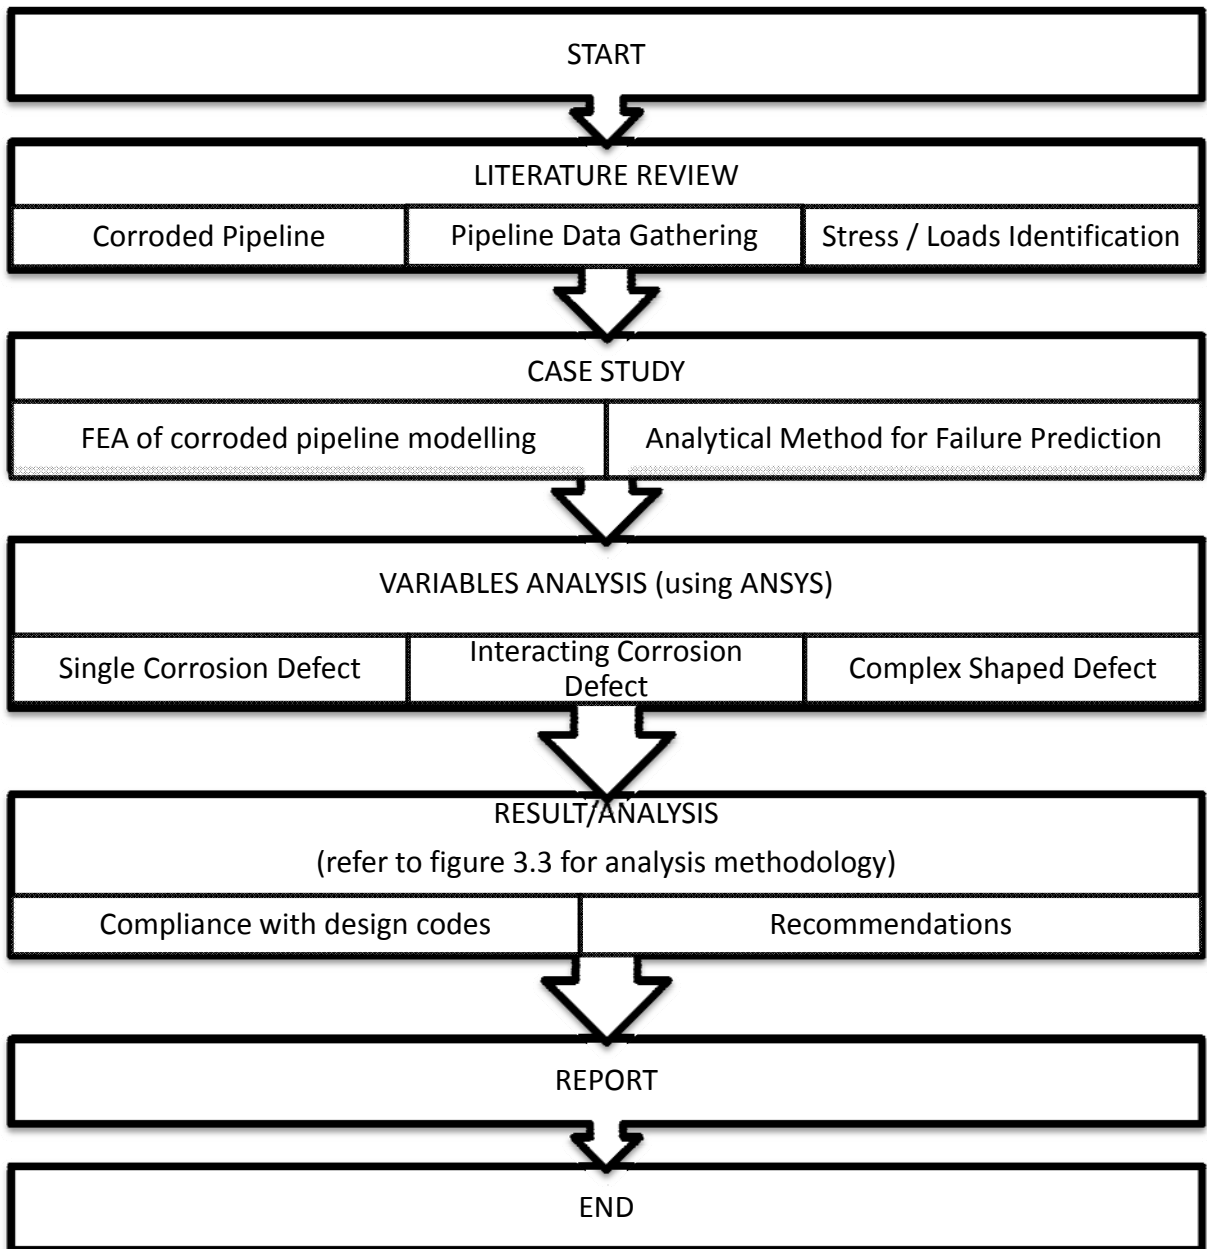 START
LITERATURE REVIEW
Corroded Pipeline
Pipeline Data Gathering
Stress / Loads Identification
CASE STUDY
FEA of corroded pipeline modelling
Analytical Method for Failure Prediction
VARIABLES ANALYSIS (using ANSYS)
Single Corrosion Defect
Interacting Corrosion
Defect
Complex Shaped Defect
RESULT/ANALYSIS
(refer to figure 3.3 for analysis methodology)
Compliance with design codes
Recommendations
REPORT
END